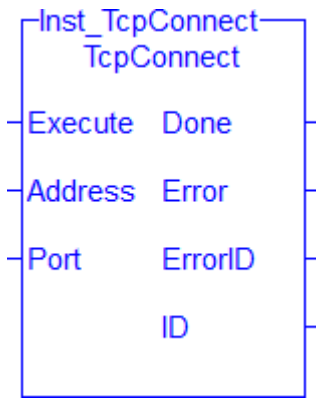 Inst_TcpConnect
TcpConnect
Execute Done
Address Error
Port ErrorID
ID